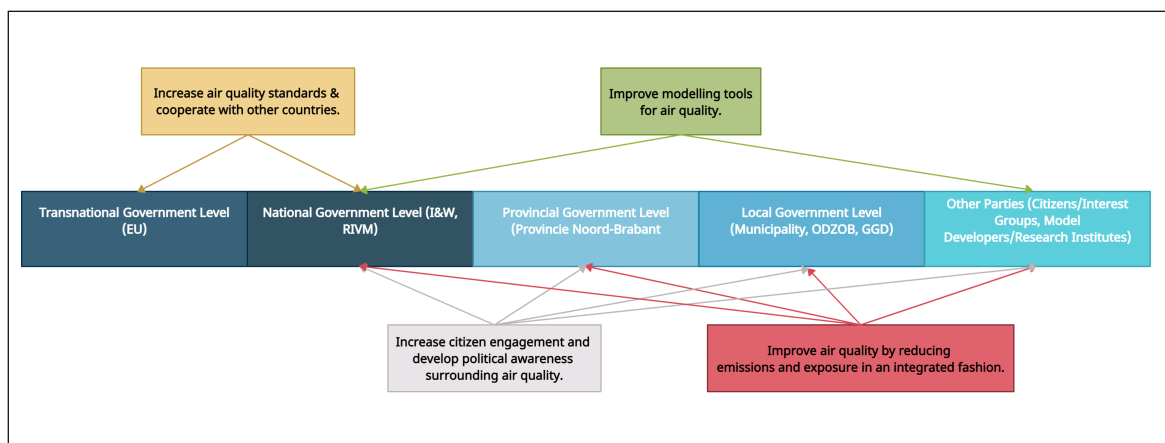 Increase air quality standards &
cooperate with other countries.
Improve modelling tools
for air quality.
Transnational Government Level
(EU)
National Government Level (I&W,
RIVM)
Provincial Government Level
(Provincie Noord-Brabant
Local Government Level
(Municipality, ODZOB, GGD)
Other Parties (Citizens/Interest
Groups, Model
Developers/Research Institutes)
Increase citizen engagement and
develop political awareness
surrounding air quality.
Improve air quality by reducing
emissions and exposure in an integrated fashion.